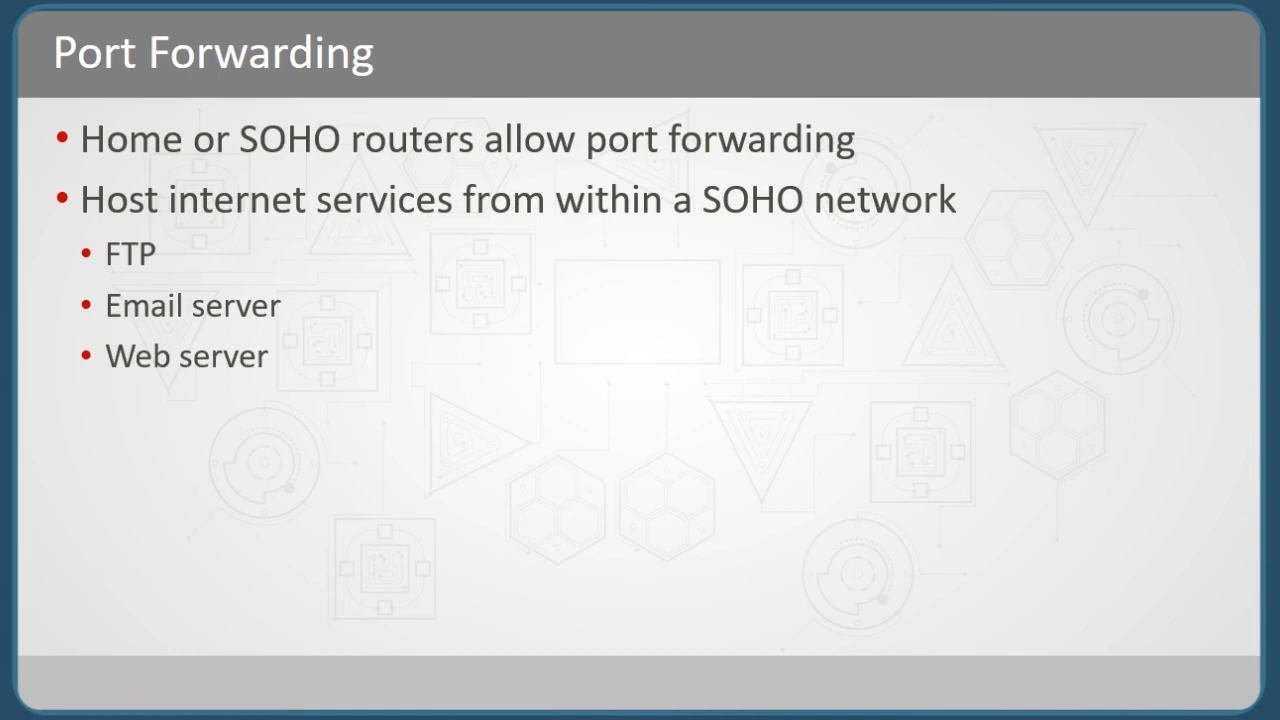 Port Forwarding
• Home or SOHO routers allow port forwarding
• Host internet services from within a SOHO network
• FTP
• Email server
• Web server